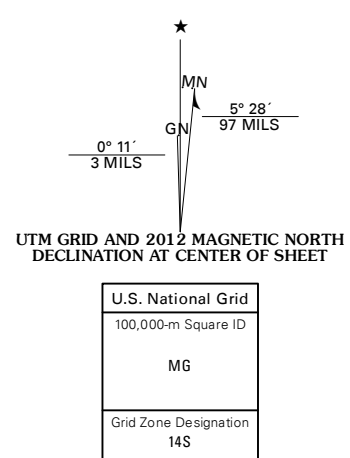 ★
MN
5° 28´
97 MILS
GN
0° 11´
3 MILS
UTM GRID AND 2012 MAGNETIC NORTH
DECLINATION AT CENTER OF SHEET
U.S. National Grid
100,000-m Square ID
MG
Grid Zone Designation
14S